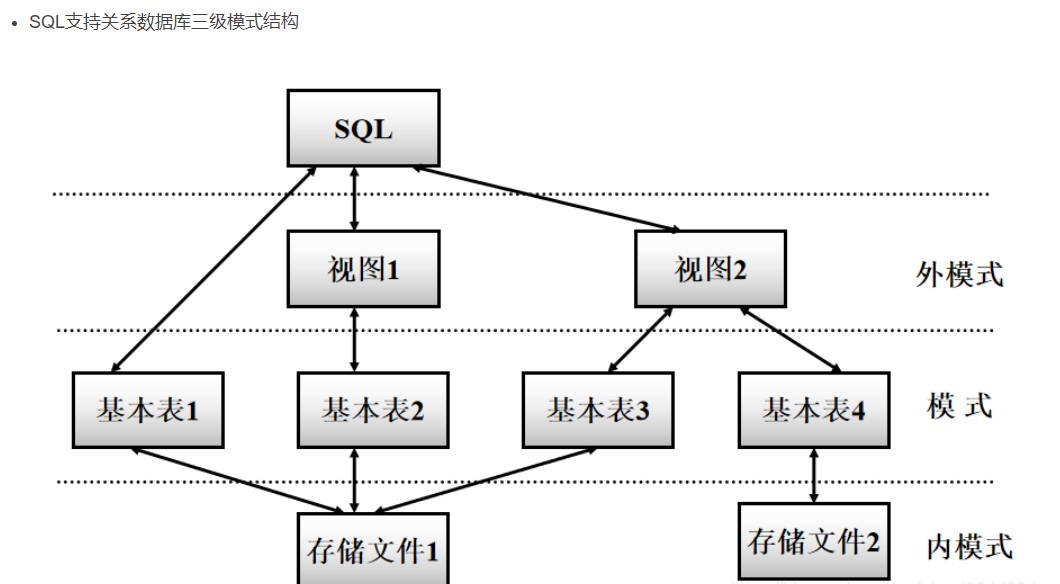 SQL支持关系数据库三级模式结构
SQL
视图1
视图2
外模式
基本表1
基本表2
基本表3
基本表4
模 式
存储文件1
存储文件2
内模式